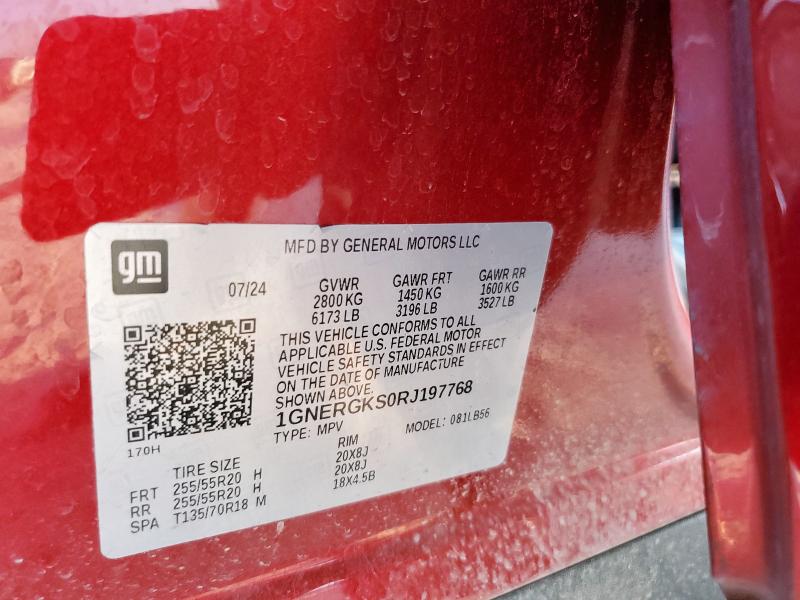 gm
MFD BY GENERAL MOTORS LLC
07/24
GVWR GAWR FRT GAWR RR
2800 KG 1450 KG 1600 KG
6173 LB 3196 LB 3527 LB
THIS VEHICLE CONFORMS TO ALL
APPLICABLE U.S. FEDERAL MOTOR
VEHICLE SAFETY STANDARDS IN EFFECT
ON THE DATE OF MANUFACTURE
SHOWN ABOVE.
1GNERGKS0RJ197768
TYPE: MPV MODEL: 081LB56
170H
TIRE SIZE RIM
FRT 255/55R20 H 20X8J
RR 255/55R20 H 20X8J
SPA T135/70R18 M 18X4.5B